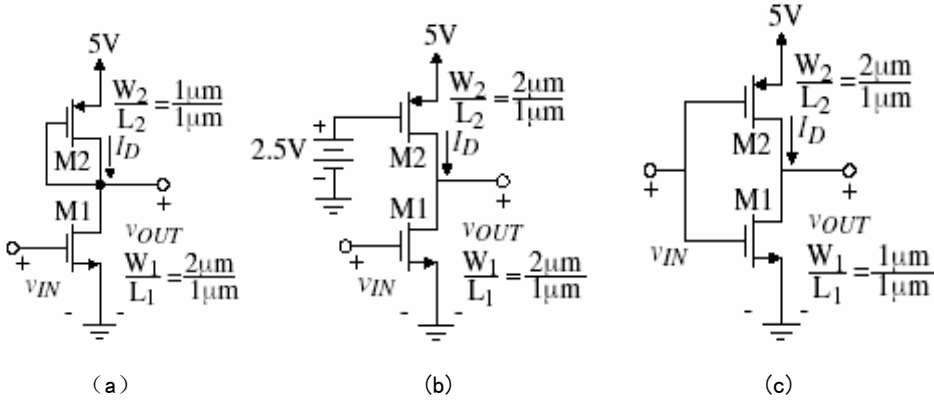 5V
W2/L2 = 1μm/1μm
ID
M2
M1
+
vOUT
+
vIN
W1/L1 = 2μm/1μm
- -
(a)
5V
W2/L2 = 2μm/1μm
+
2.5V
-
M2
ID
+
M1
vOUT
+
vIN
W1/L1 = 2μm/1μm
- -
(b)
5V
W2/L2 = 2μm/1μm
M2
ID
+
+
M1
vIN
vOUT
W1/L1 = 1μm/1μm
- -
(c)